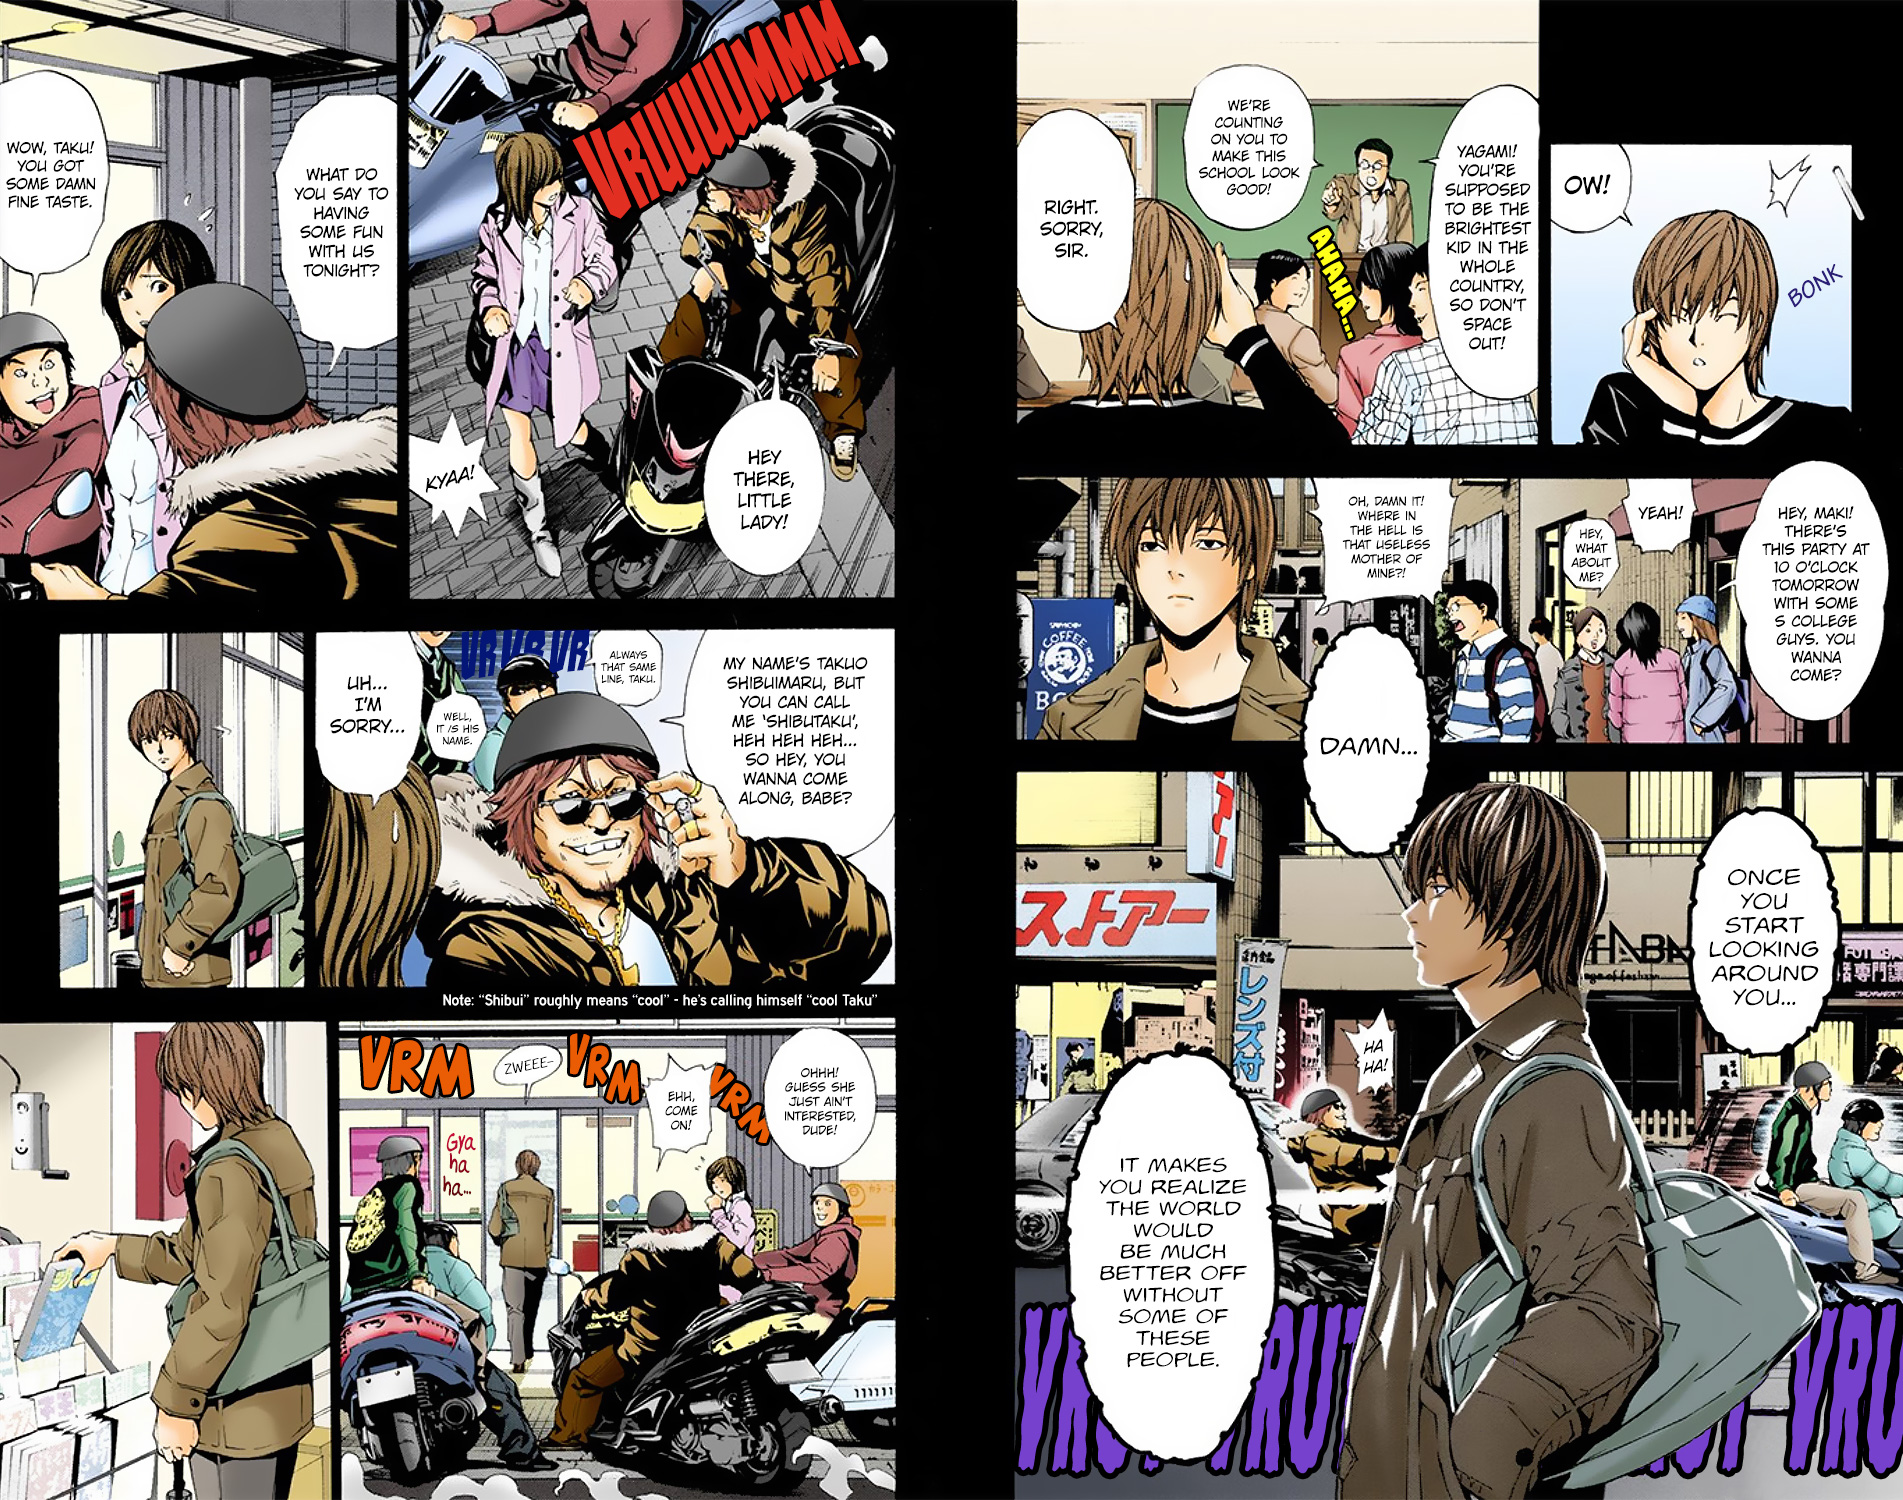 OW!
BONK
YAGAMI!
YOU'RE
SUPPOSED
TO BE THE
BRIGHTEST
KID IN THE
WHOLE
COUNTRY,
SO DON'T
SPACE
OUT!
WE'RE
COUNTING
ON YOU TO
MAKE THIS
SCHOOL LOOK
GOOD!
AHAHA...
RIGHT.
SORRY,
SIR.
HEY, MAKI!
THERE'S
THIS PARTY AT
10 O'CLOCK
TOMORROW
WITH SOME
S COLLEGE
GUYS. YOU
WANNA
COME?
YEAH!
HEY,
WHAT
ABOUT
ME?
OH, DAMN IT!
WHERE IN
THE HELL IS
THAT USELESS
MOTHER OF
MINE?!
COFFEE
DAMN...
ONCE
YOU
START
LOOKING
AROUND
YOU...
ストアー
レンズ付
TABA
HA
HA!
IT MAKES
YOU REALIZE
THE WORLD
WOULD
BE MUCH
BETTER OFF
WITHOUT
SOME OF
THESE
PEOPLE.
VRUUUUMMM
HEY
THERE,
LITTLE
LADY!
KYAA!
WHAT DO
YOU SAY TO
HAVING
SOME FUN
WITH US
TONIGHT?
WOW, TAKU!
YOU GOT
SOME DAMN
FINE TASTE.
MY NAME'S TAKUO
SHIBUIMARU, BUT
YOU CAN CALL
ME 'SHIBUTAKU',
HEH HEH HEH...
SO HEY, YOU
WANNA COME
ALONG, BABE?
VR VR VR
ALWAYS
THAT SAME
LINE, TAKU.
WELL,
IT IS HIS
NAME.
UH...
I'M
SORRY...
Note: "Shibui" roughly means "cool" - he's calling himself "cool Taku"
OHHH!
GUESS SHE
JUST AIN'T
INTERESTED,
DUDE!
VRM
EHH,
COME
ON!
VRM
ZWEEE-
VRM
Gya
ha
ha...